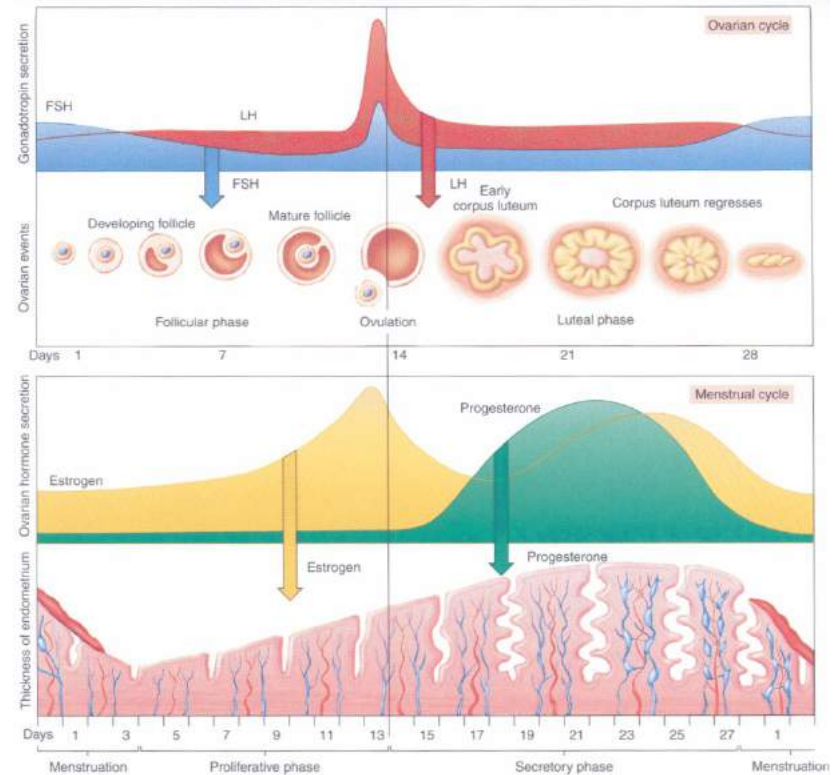 Ovarian cycle
Gonadotropin secretion
FSH
LH
FSH
LH
Ovarian events
Developing follicle
Mature follicle
Early
corpus luteum
Corpus luteum regresses
Follicular phase
Ovulation
Luteal phase
Days 1 7 14 21 28
Menstrual cycle
Ovarian hormone secretion
Progesterone
Estrogen
Estrogen
Progesterone
Thickness of endometrium
Days 1 3 5 7 9 11 13 15 17 19 21 23 25 27 1
Menstruation Proliferative phase Secretory phase Menstruation